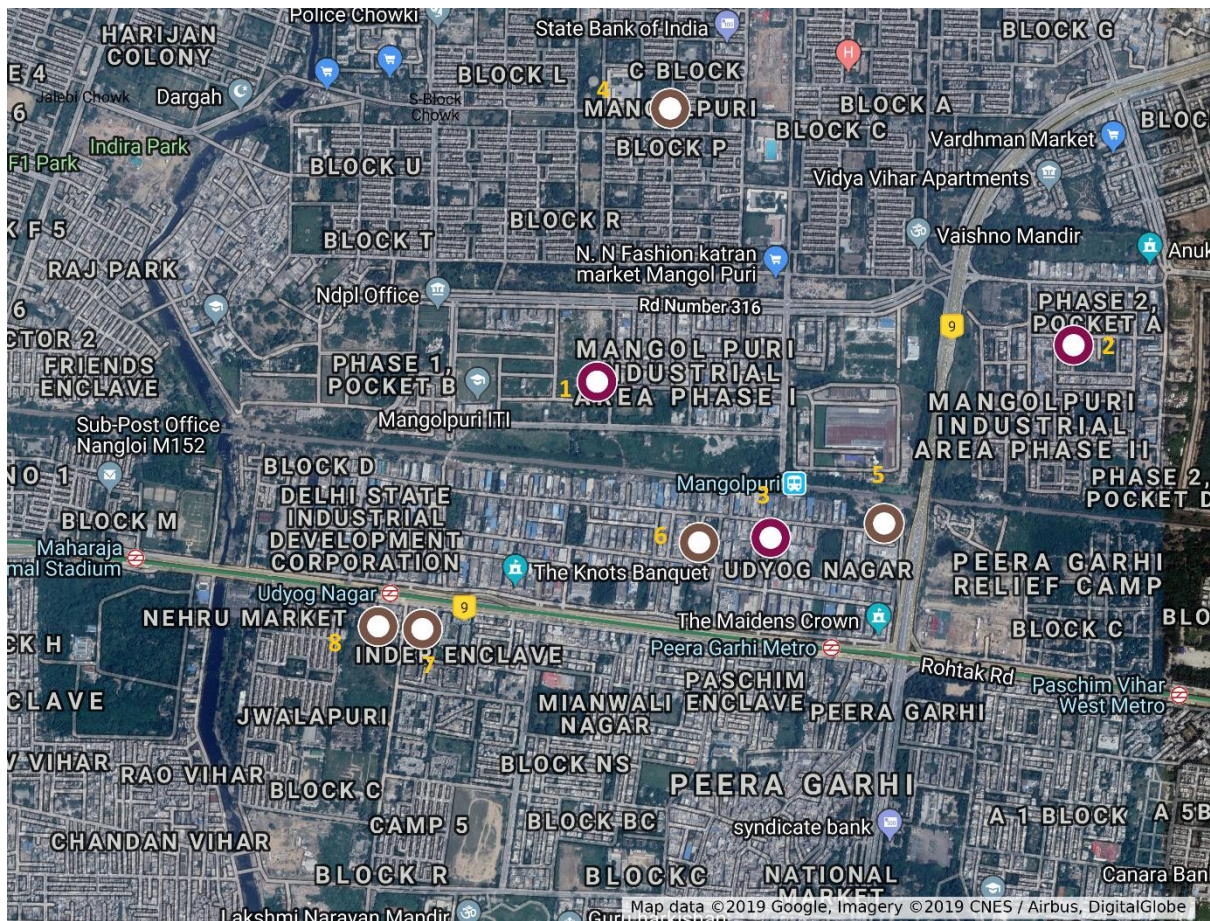 Police Chowki
State Bank of India
BLOCK G
HARIJAN
COLONY
E 4
BLOCK L
4
C BLOCK
Jalebi Chowk
Dargah
S-Block
Chowk
MANGOLPURI
BLOCK A
BLOCK C
6
BLOC
Vardhman Market
Indira Park
F1 Park
BLOCK U
BLOCK P
Vidya Vihar Apartments
K F 5
BLOCK R
BLOCK T
Vaishno Mandir
Anuk
RAJ PARK
N. N Fashion katran
market Mangol Puri
Ndpl Office
Rd Number 316
6
9
PHASE 2,
POCKET A
2
CTOR 2
FRIENDS
ENCLAVE
PHASE 1,
POCKET B
1
MANGOL PURI
INDUSTRIAL
AREA PHASE I
Mangolpuri ITI
MANGOLPURI
INDUSTRIAL
AREA PHASE II
Sub-Post Office
Nangloi M152
NO 1
BLOCK D
DELHI STATE
INDUSTRIAL
DEVELOPMENT
CORPORATION
Mangolpuri
3
5
PHASE 2,
POCKET D
BLOCK M
Maharaja
mal Stadium
6
The Knots Banquet
UDYOG NAGAR
PEERA GARHI
RELIEF CAMP
Udyog Nagar
9
NEHRU MARKET
The Maidens Crown
BLOCK C
BLO
CK H
8
7
INDER ENCLAVE
Peera Garhi Metro
Rohtak Rd
Paschim Vihar
West Metro
CLAVE
JWALAPURI
MIANWALI
NAGAR
PASCHIM
ENCLAVE
PEERA GARHI
V VIHAR
RAO VIHAR
BLOCK C
BLOCK NS
PEERA GARHI
CHANDAN VIHAR
CAMP 5
BLOCK BC
syndicate bank
A 1 BLOCK
A 5B
BLOCK R
BLOCKC
NATIONAL
MARKET
Canara Ban
Lakshmi Narayan Mandir
Map data ©2019 Google, Imagery ©2019 CNES / Airbus, DigitalGlobe